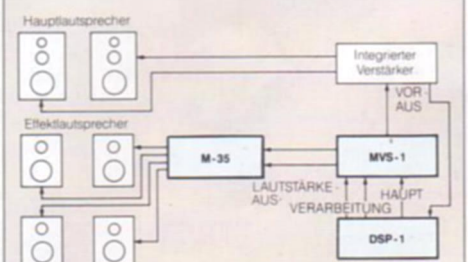 Hauptlautsprecher
Integrierter
Verstärker
VOR-
AUS
Effektlautsprecher
M-35
MVS-1
LAUTSTÄRKE-
AUS-
VERARBEITUNG
HAUPT
DSP-1